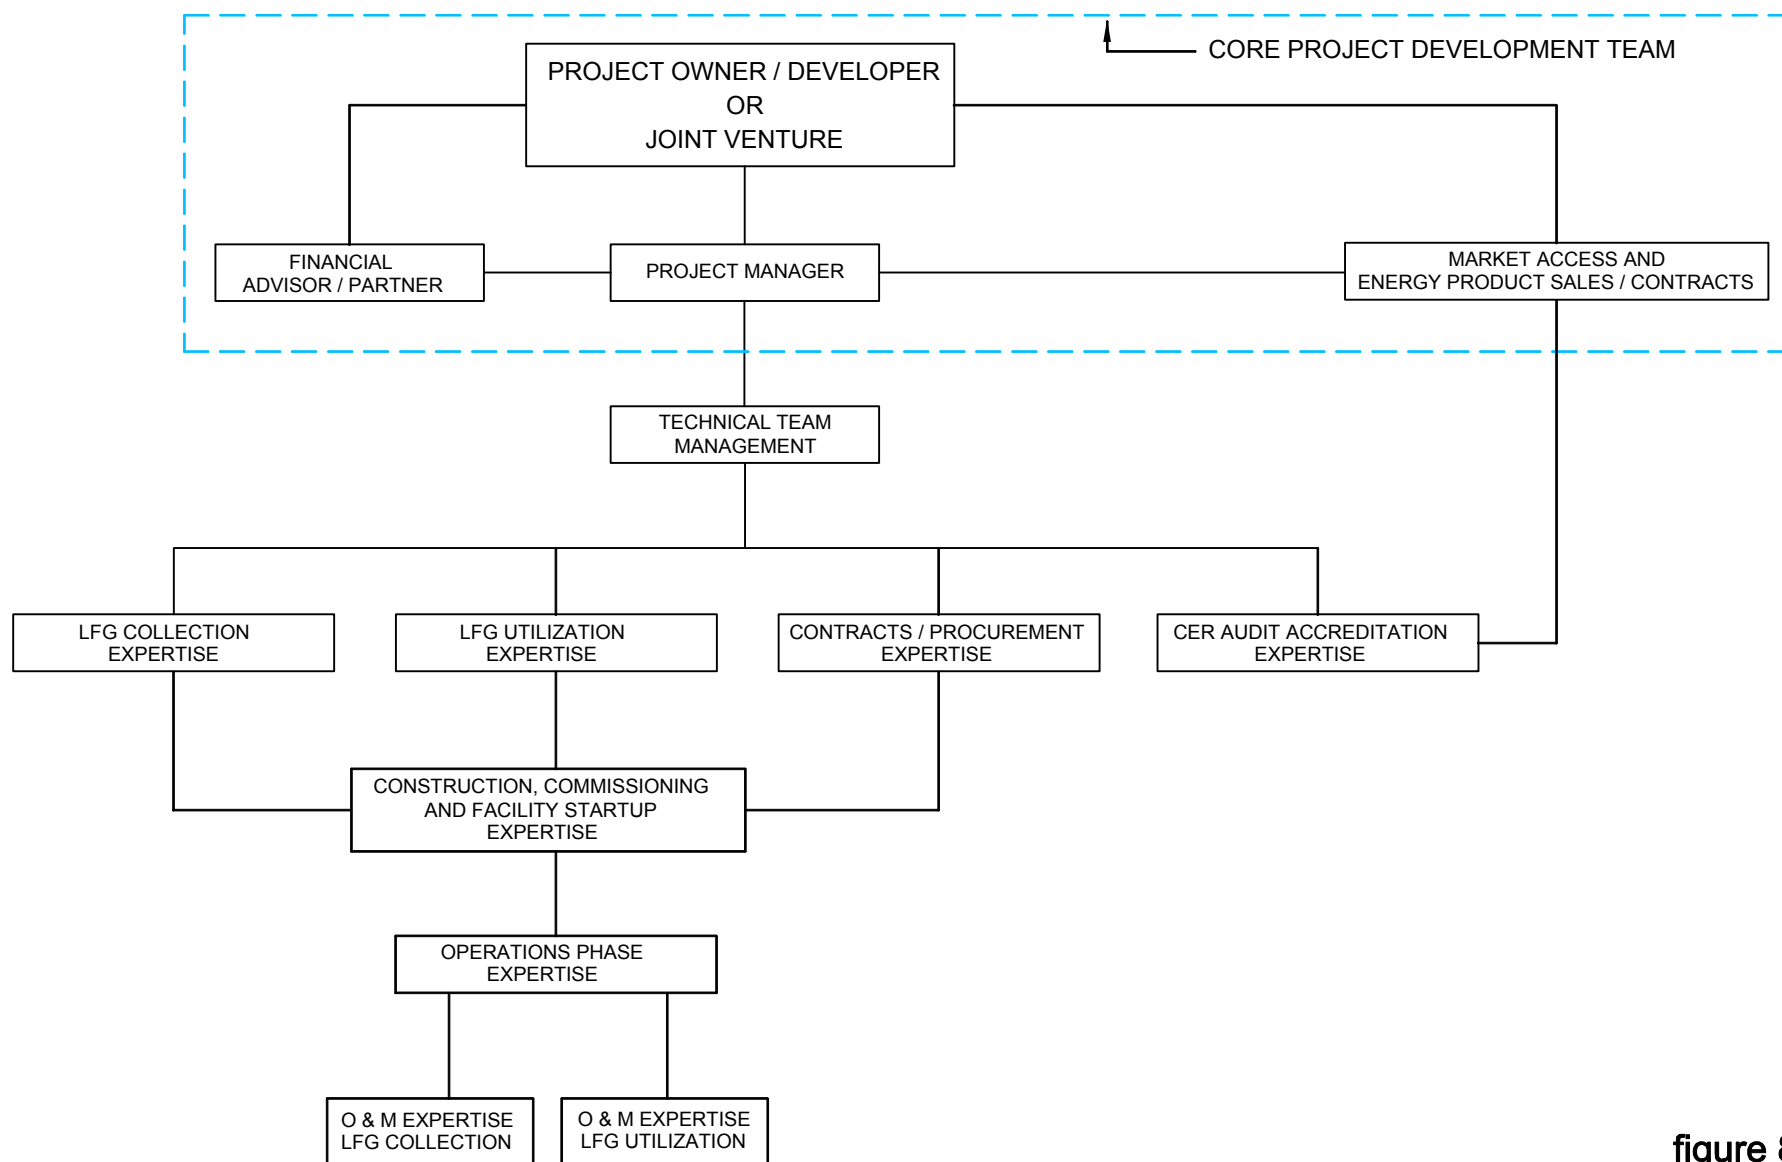 CORE PROJECT DEVELOPMENT TEAM
PROJECT OWNER / DEVELOPER
OR
JOINT VENTURE
FINANCIAL
ADVISOR / PARTNER
PROJECT MANAGER
MARKET ACCESS AND
ENERGY PRODUCT SALES / CONTRACTS
TECHNICAL TEAM
MANAGEMENT
LFG COLLECTION
EXPERTISE
LFG UTILIZATION
EXPERTISE
CONTRACTS / PROCUREMENT
EXPERTISE
CER AUDIT ACCREDITATION
EXPERTISE
CONSTRUCTION, COMMISSIONING
AND FACILITY STARTUP
EXPERTISE
OPERATIONS PHASE
EXPERTISE
O & M EXPERTISE
LFG COLLECTION
O & M EXPERTISE
LFG UTILIZATION
figure 8